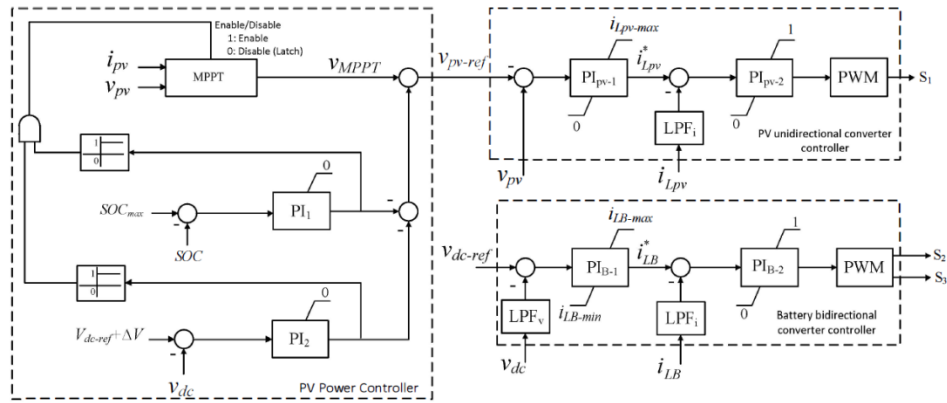 Enable/Disable
1: Enable
0: Disable (Latch)
i_pv
v_pv
MPPT
v_MPPT
v_pv-ref
1
0
SOC_max
SOC
PI_1
0
1
0
V_dc-ref+ΔV
v_dc
PI_2
0
PV Power Controller
-
-
-
-
-
v_pv
PI_pv-1
i_Lpv-max
0
i*_Lpv
-
LPF_i
i_Lpv
PI_pv-2
1
0
PWM
S_1
PV unidirectional converter
controller
v_dc-ref
-
LPF_v
v_dc
PI_B-1
i_LB-max
i_LB-min
i*_LB
-
LPF_i
i_LB
PI_B-2
1
0
PWM
S_2
S_3
Battery bidirectional
converter controller